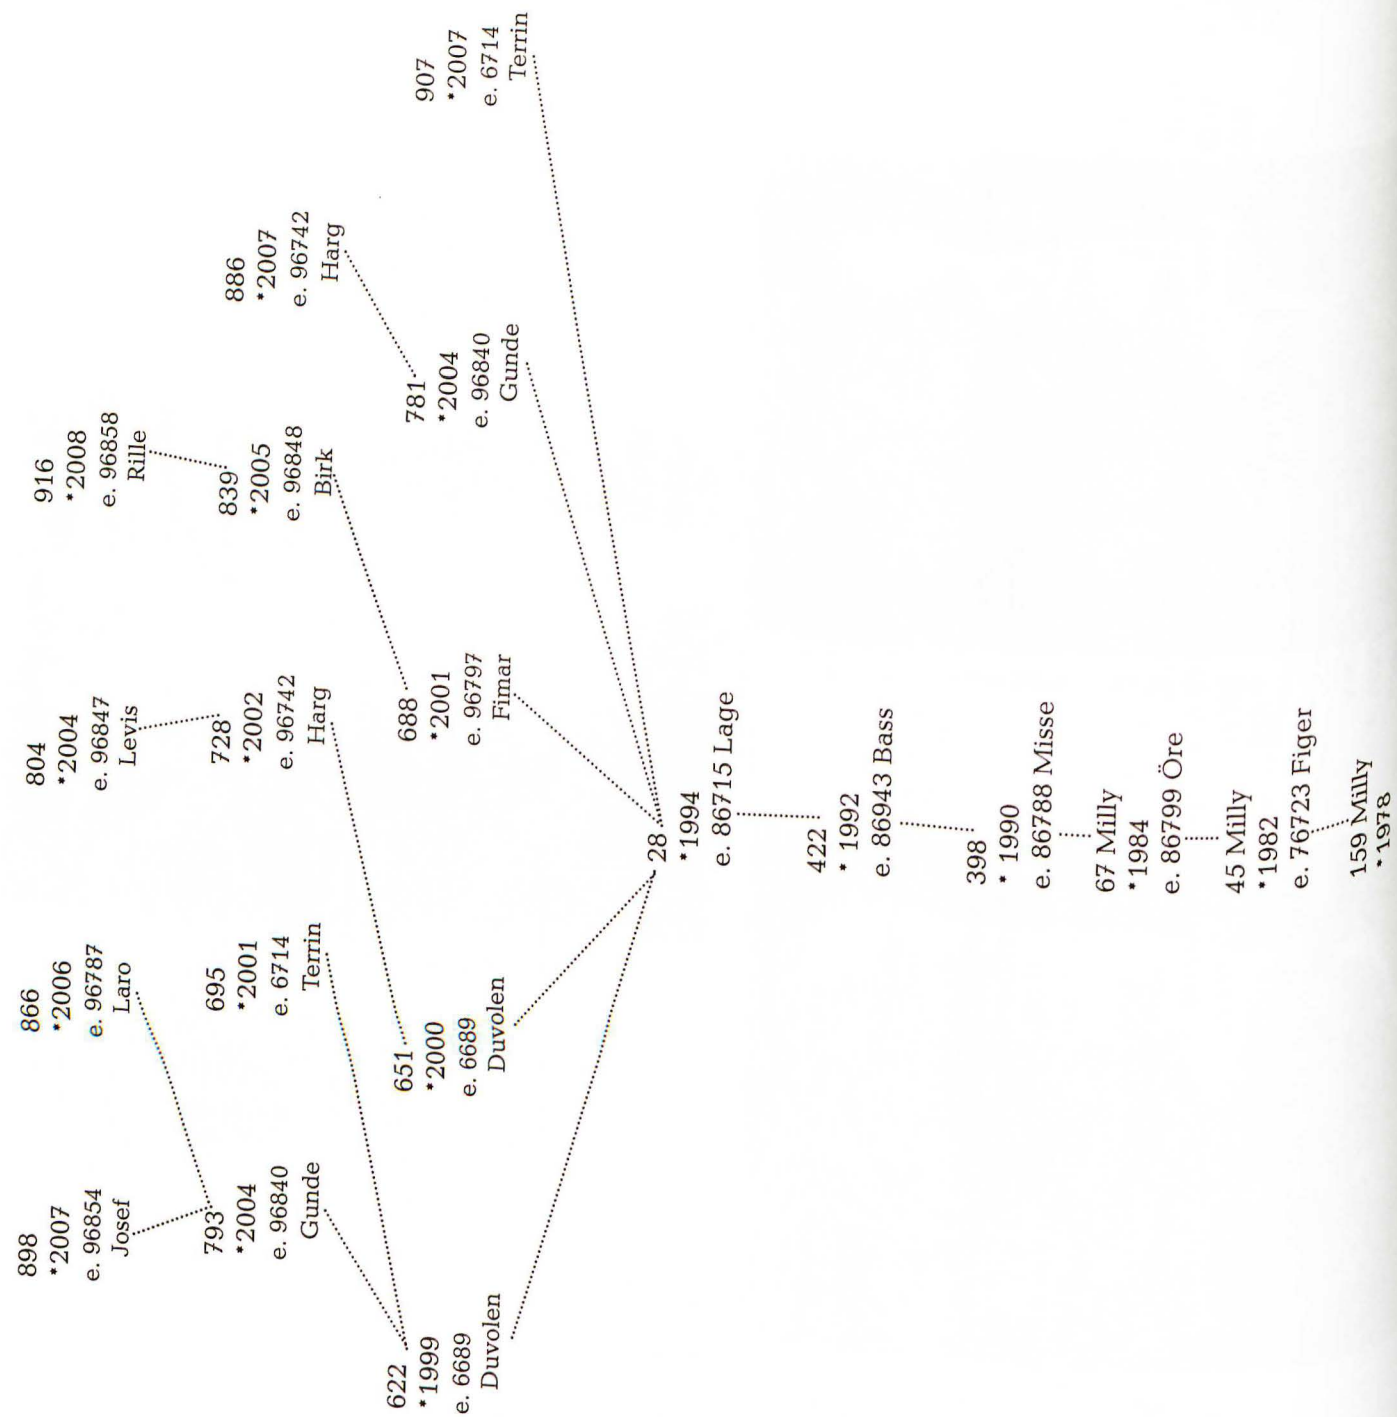 898
*2007
e. 96854
Josef
866
*2006
e. 96787
Laro
804
*2004
e. 96847
Levis
916
*2008
e. 96858
Rille
793
*2004
e. 96840
Gunde
695
*2001
e. 6714
Terrin
728
*2002
e. 96742
Harg
839
*2005
e. 96848
Birk
886
*2007
e. 96742
Harg
622
*1999
e. 6689
Duvolen
651
*2000
e. 6689
Duvolen
688
*2001
e. 96797
Fimar
781
*2004
e. 96840
Gunde
907
*2007
e. 6714
Terrin
28
*1994
e. 86715 Lage
422
* 1992
e. 86943 Bass
398
* 1990
e. 86788 Misse
67 Milly
*1984
e. 86799 Öre
45 Milly
*1982
e. 76723 Figer
159 Milly
*1978